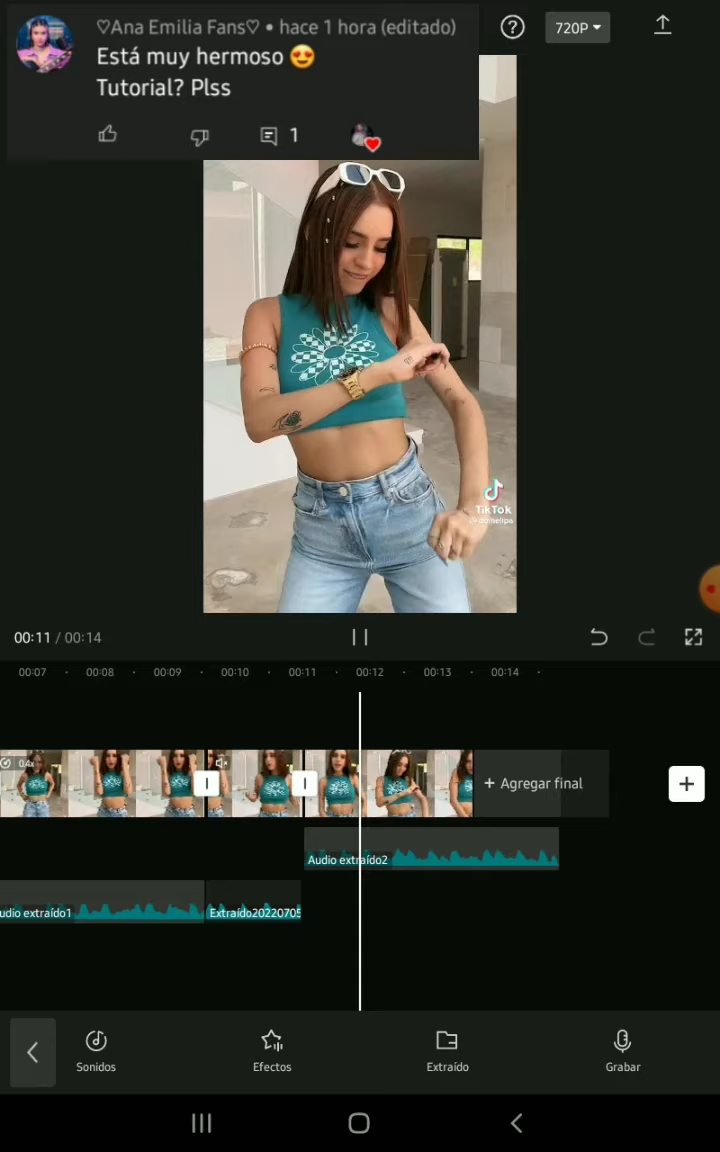 ♡Ana Emilia Fans♡ • hace 1 hora (editado)
Está muy hermoso 😍
Tutorial? Plss
1
720P
TikTok
00:11 / 00:14
00:07 00:08 00:09 00:10 00:11 00:12 00:13 00:14
0.4x
+ Agregar final
Audio extraído2
udio extraído1
Extraído20220705
Sonidos
Efectos
Extraído
Grabar